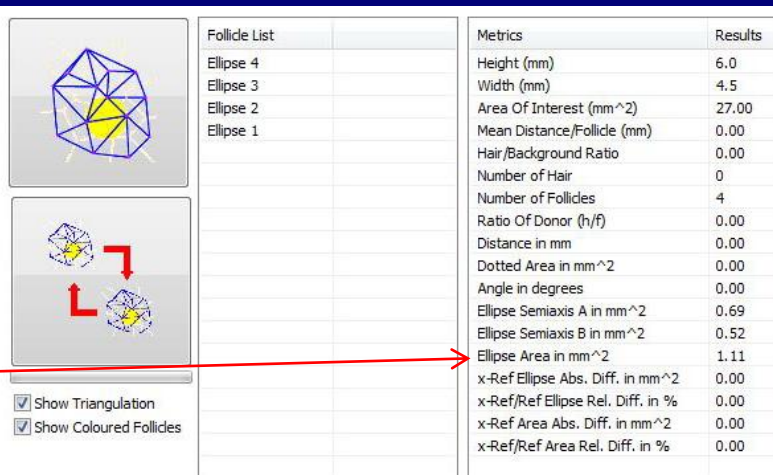 Follicle List
Ellipse 4
Ellipse 3
Ellipse 2
Ellipse 1
Metrics Results
Height (mm) 6.0
Width (mm) 4.5
Area Of Interest (mm^2) 27.00
Mean Distance/Follicle (mm) 0.00
Hair/Background Ratio 0.00
Number of Hair 0
Number of Follicles 4
Ratio Of Donor (h/f) 0.00
Distance in mm 0.00
Dotted Area in mm^2 0.00
Angle in degrees 0.00
Ellipse Semiaxis A in mm^2 0.69
Ellipse Semiaxis B in mm^2 0.52
Ellipse Area in mm^2 1.11
x-Ref Ellipse Abs. Diff. in mm^2 0.00
x-Ref/Ref Ellipse Rel. Diff. in % 0.00
x-Ref Area Abs. Diff. in mm^2 0.00
x-Ref/Ref Area Rel. Diff. in % 0.00
Show Triangulation
Show Coloured Follicles